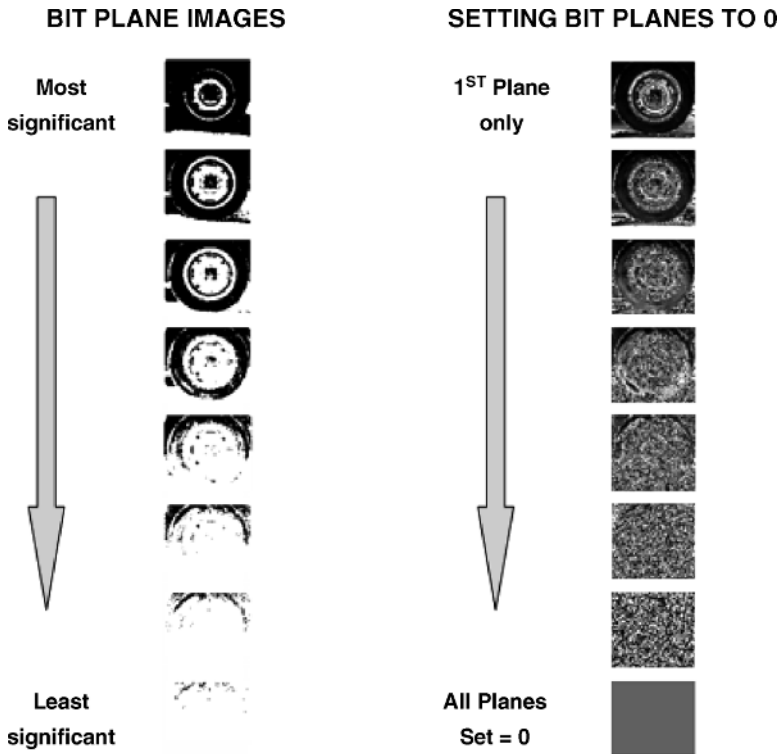 BIT PLANE IMAGES
SETTING BIT PLANES TO 0
Most
significant
1ST Plane
only
Least
significant
All Planes
Set = 0